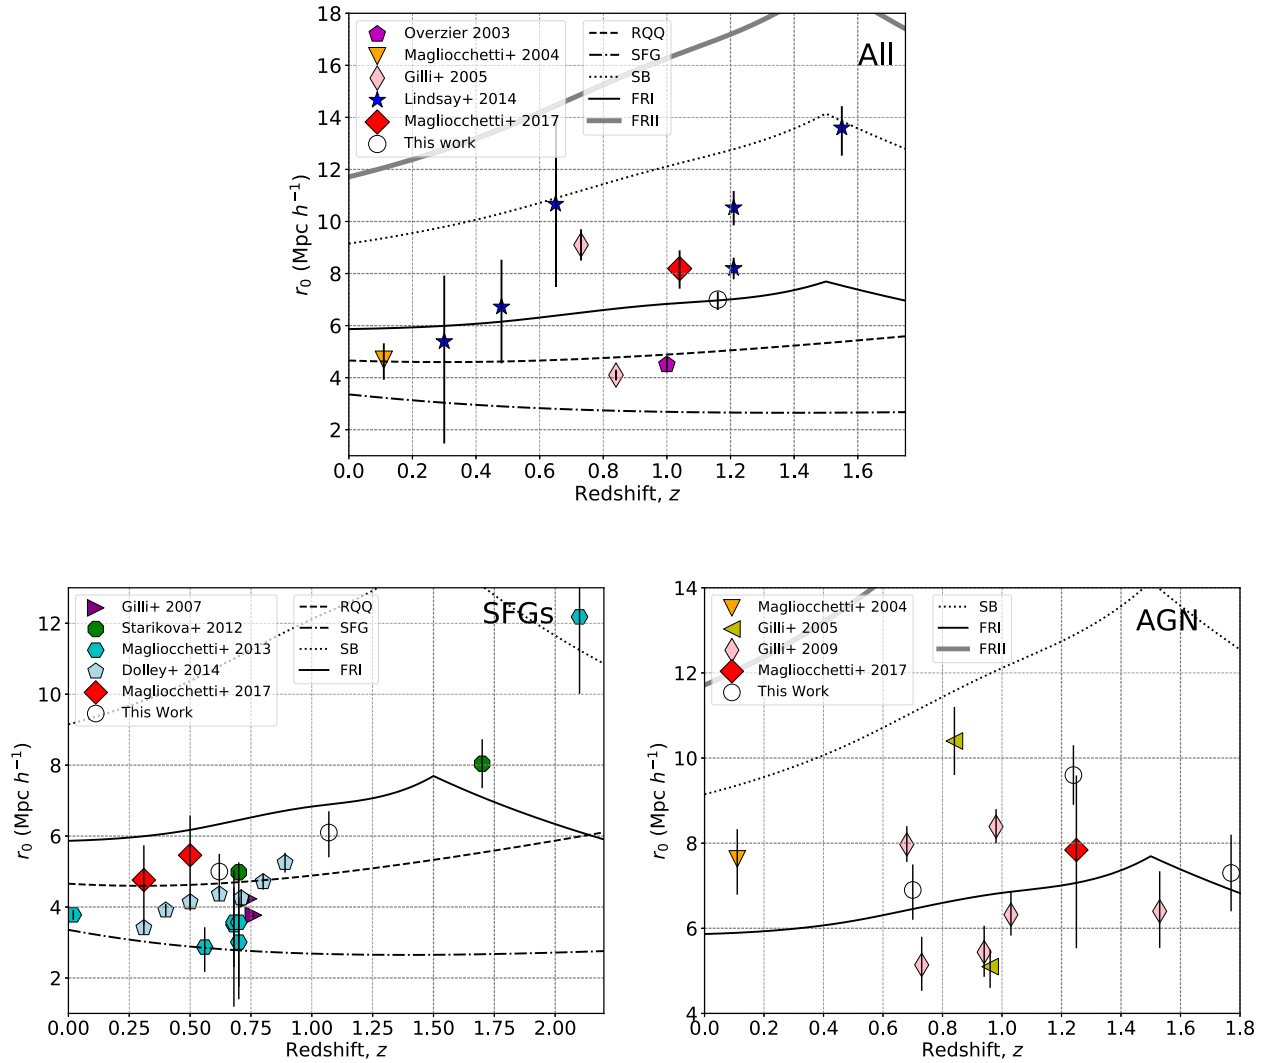 18
16
14
12
10
8
6
4
2
r0 (Mpc h−1)
Overzier 2003
Magliocchetti+ 2004
Gilli+ 2005
Lindsay+ 2014
Magliocchetti+ 2017
This work
RQQ
SFG
SB
FRI
FRII
All
0.0 0.2 0.4 0.6 0.8 1.0 1.2 1.4 1.6
Redshift, z
12
10
8
6
4
2
r0 (Mpc h−1)
Gilli+ 2007
Starikova+ 2012
Magliocchetti+ 2013
Dolley+ 2014
Magliocchetti+ 2017
This Work
RQQ
SFG
SB
FRI
SFGs
0.00 0.25 0.50 0.75 1.00 1.25 1.50 1.75 2.00
Redshift, z
14
12
10
8
6
4
r0 (Mpc h−1)
Magliocchetti+ 2004
Gilli+ 2005
Gilli+ 2009
Magliocchetti+ 2017
This Work
SB
FRI
FRII
AGN
0.0 0.2 0.4 0.6 0.8 1.0 1.2 1.4 1.6 1.8
Redshift, z